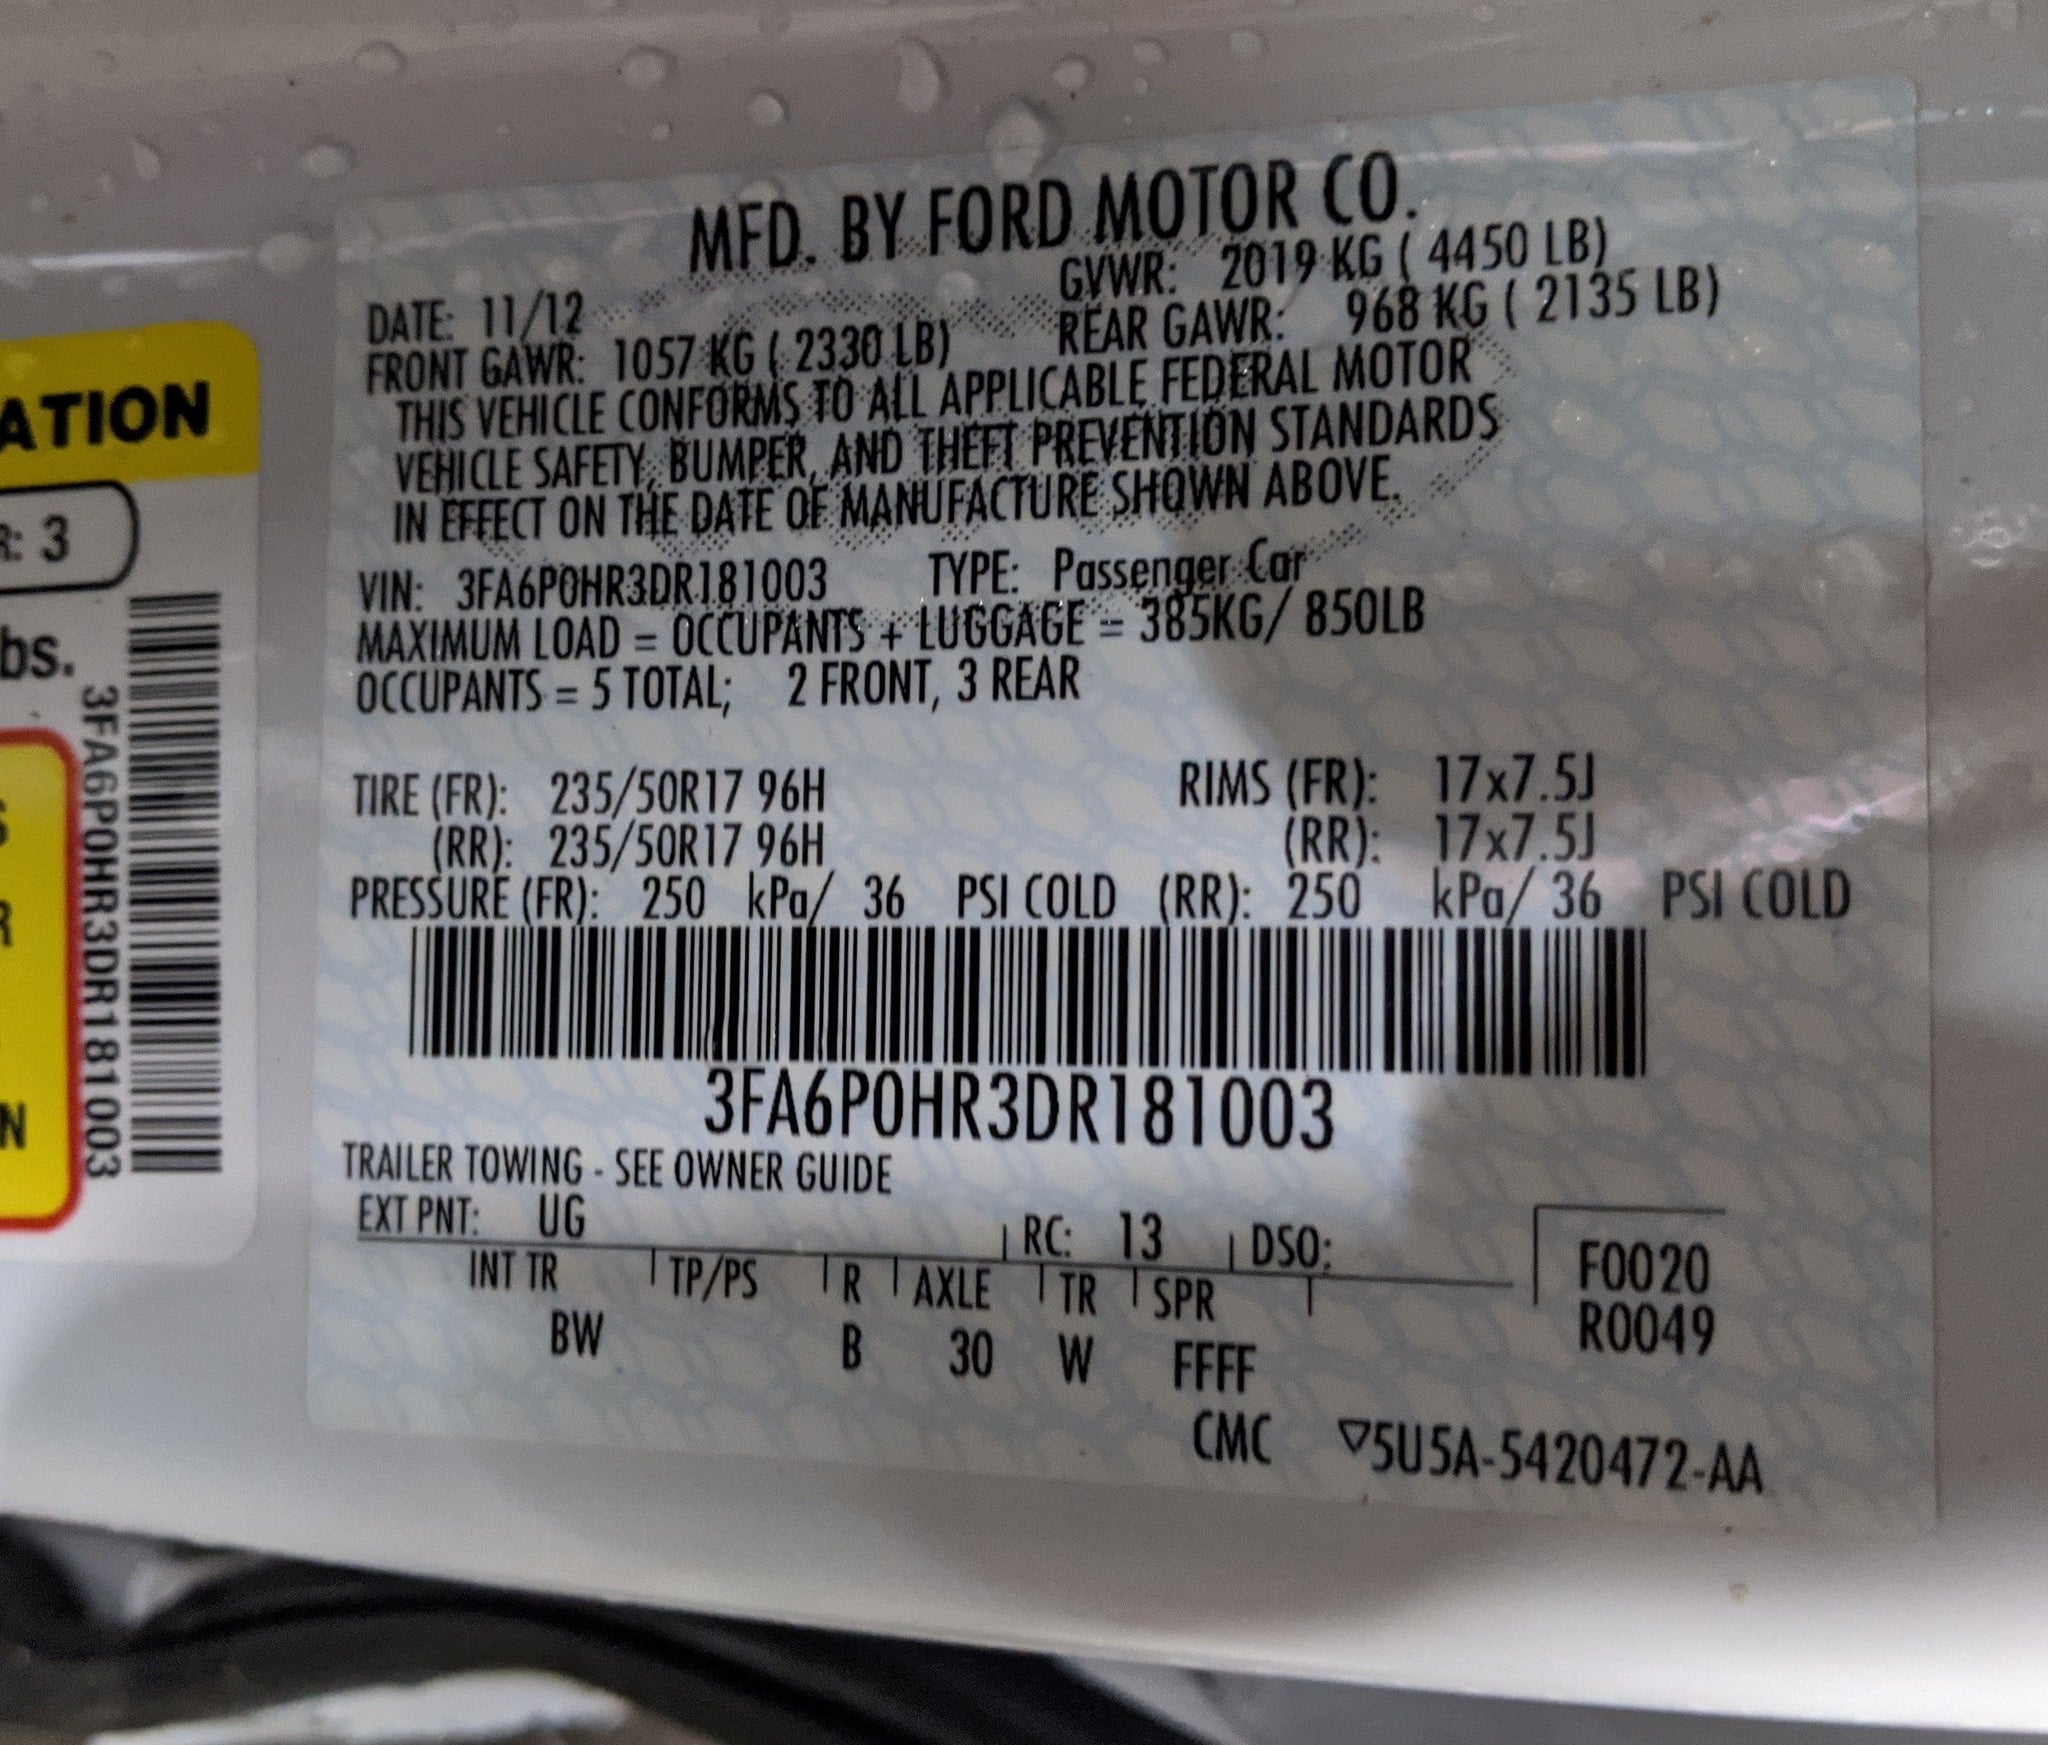 ATION
R: 3
bs.
3FA6P0HR3DR181003
S
R
N
MFD. BY FORD MOTOR CO.
DATE: 11/12 GVWR: 2019 KG ( 4450 LB)
FRONT GAWR: 1057 KG ( 2330 LB) REAR GAWR: 968 KG ( 2135 LB)
THIS VEHICLE CONFORMS TO ALL APPLICABLE FEDERAL MOTOR
VEHICLE SAFETY, BUMPER, AND THEFT PREVENTION STANDARDS
IN EFFECT ON THE DATE OF MANUFACTURE SHOWN ABOVE.
VIN: 3FA6P0HR3DR181003 TYPE: Passenger Car
MAXIMUM LOAD = OCCUPANTS + LUGGAGE = 385KG/ 850LB
OCCUPANTS = 5 TOTAL; 2 FRONT, 3 REAR
TIRE (FR): 235/50R17 96H RIMS (FR): 17x7.5J
(RR): 235/50R17 96H (RR): 17x7.5J
PRESSURE (FR): 250 kPa/ 36 PSI COLD (RR): 250 kPa/ 36 PSI COLD
3FA6P0HR3DR181003
TRAILER TOWING - SEE OWNER GUIDE
EXT PNT: UG RC: 13 DSO:
INT TR TP/PS R AXLE TR SPR F0020
BW B 30 W FFFF R0049
CMC ▽5U5A-5420472-AA